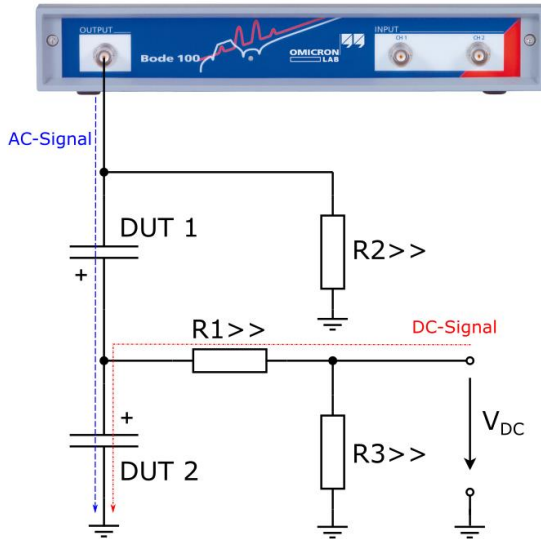 OUTPUT
INPUT
CH 1
CH 2
Bode 100
OMICRON
LAB
AC-Signal
DUT 1
+
R2>>
R1>>
DC-Signal
+
V_DC
DUT 2
R3>>